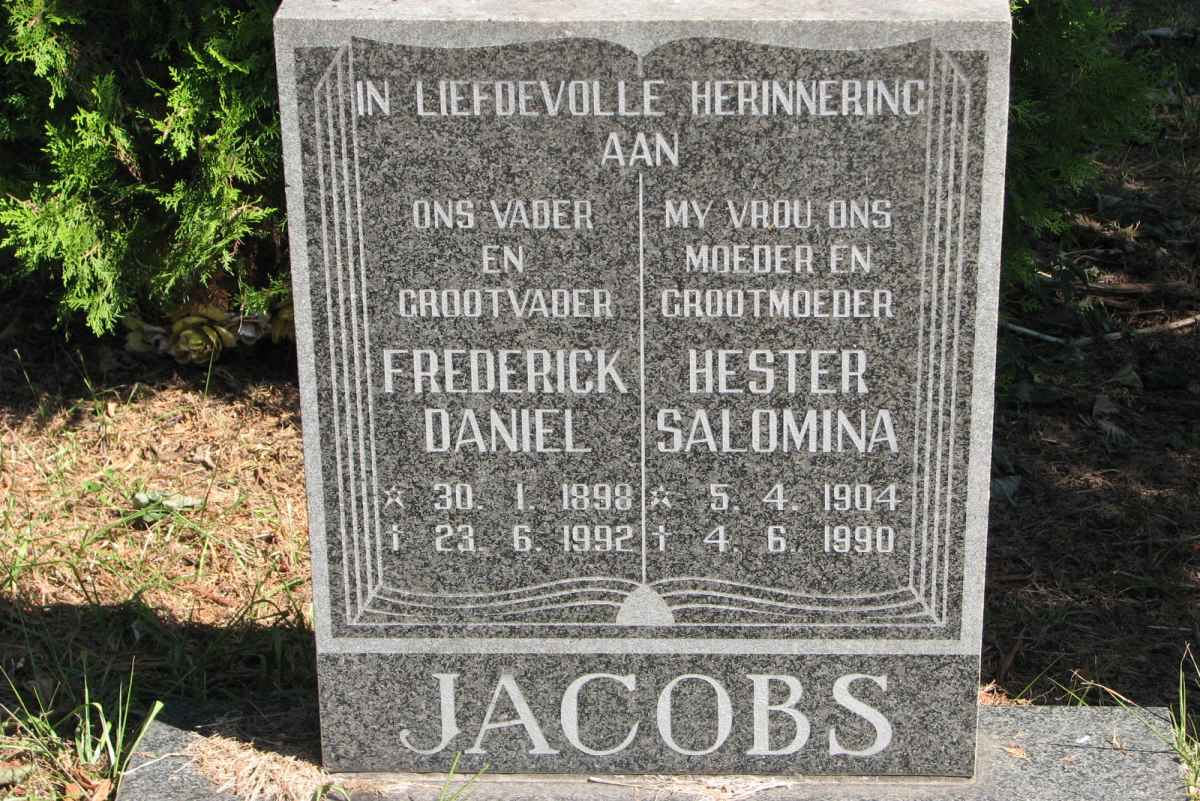 IN LIEFDEVOLLE HERINNERING
AAN
ONS VADER
EN
GROOTVADER
FREDERICK
DANIEL
☆ 30. 1. 1898
† 23. 6. 1992
MY VROU, ONS
MOEDER EN
GROOTMOEDER
HESTER
SALOMINA
☆ 5. 4. 1904
† 4. 6. 1990
JACOBS